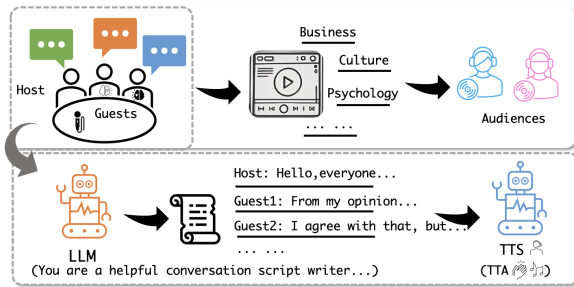 Host
Guests
Business
Culture
Psychology
... ...
Audiences
LLM
(You are a helpful conversation script writer...)
Host: Hello,everyone...
Guest1: From my opinion...
Guest2: I agree with that, but...
... ...
TTS
(TTA)